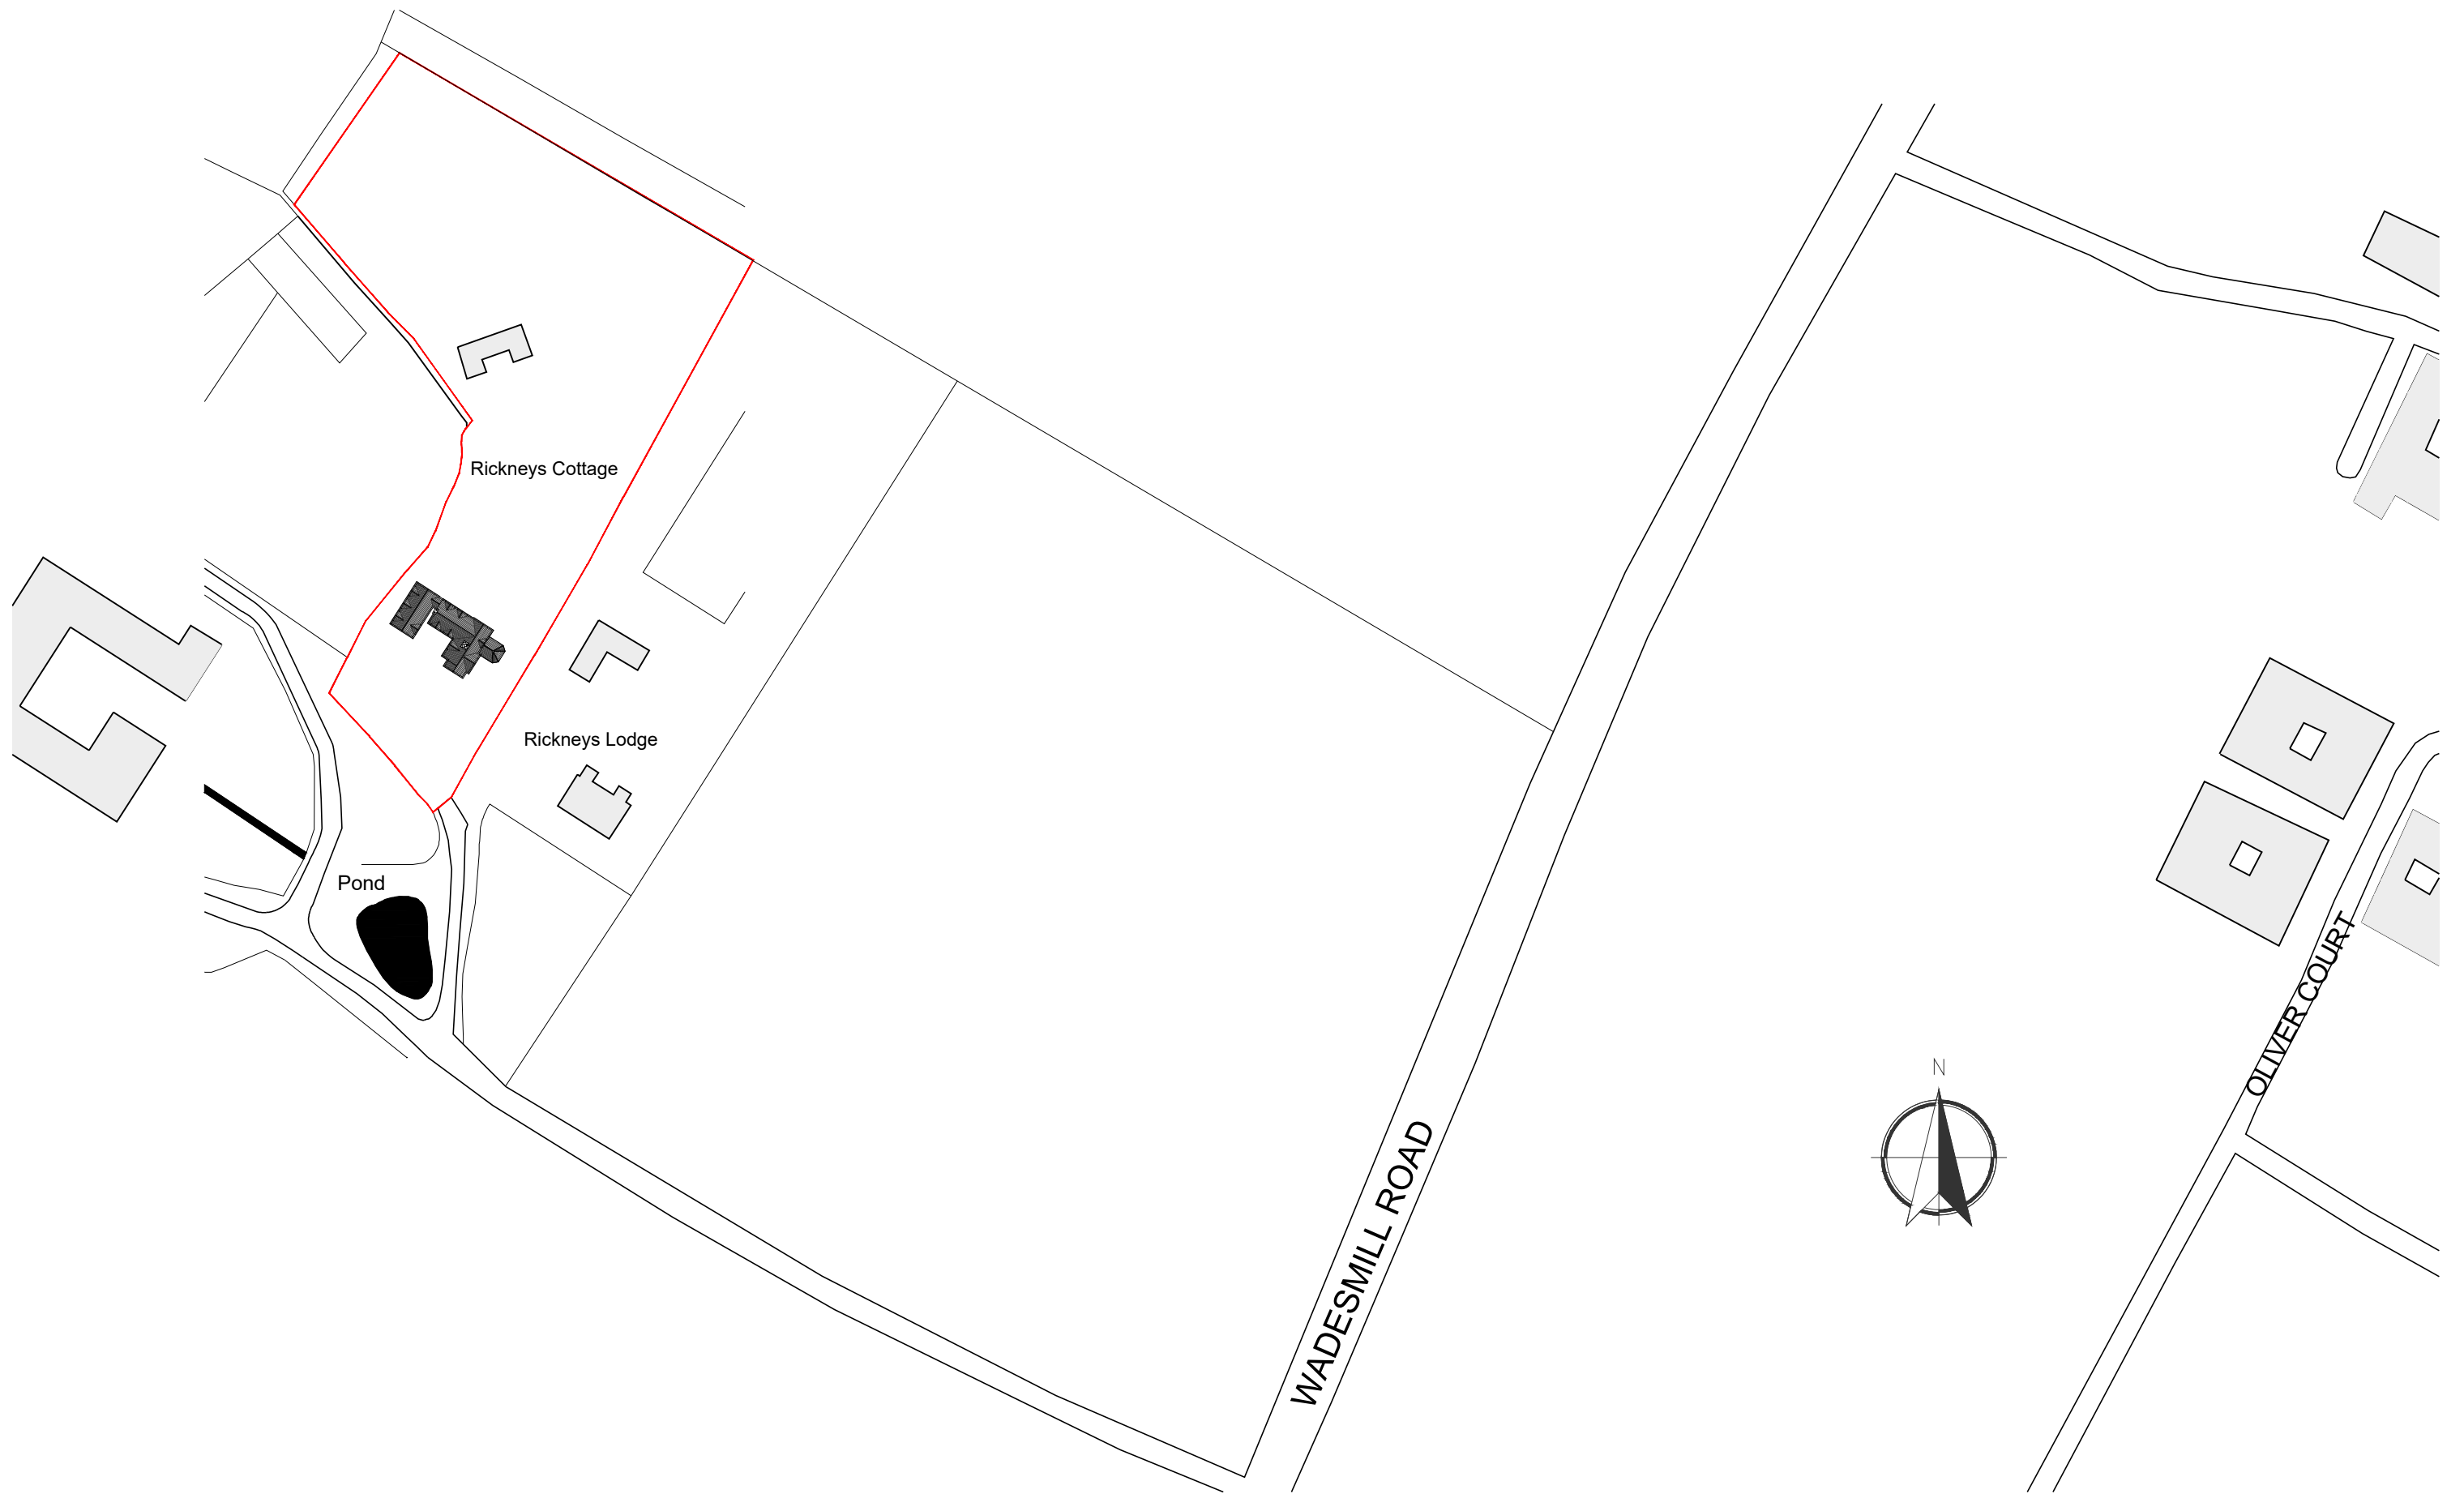 Rickneys Cottage
Rickneys Lodge
Pond
OLIVER COURT
N
WADESMILL ROAD